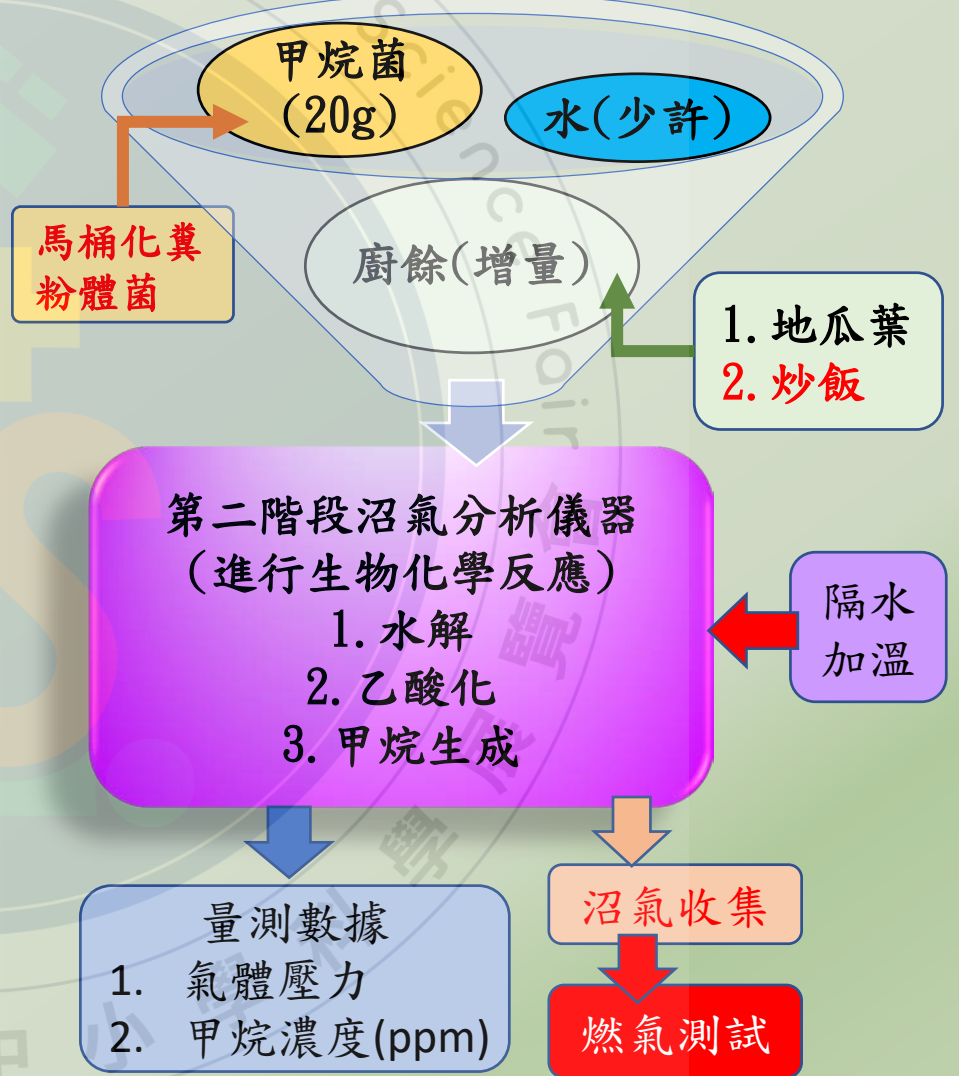 甲烷菌
(20g)
水(少許)
馬桶化糞
粉體菌
廚餘(增量)
1.地瓜葉
2.炒飯
第二階段沼氣分析儀器
(進行生物化學反應)
1.水解
2.乙酸化
3.甲烷生成
隔水
加溫
量測數據
1. 氣體壓力
2. 甲烷濃度(ppm)
沼氣收集
燃氣測試